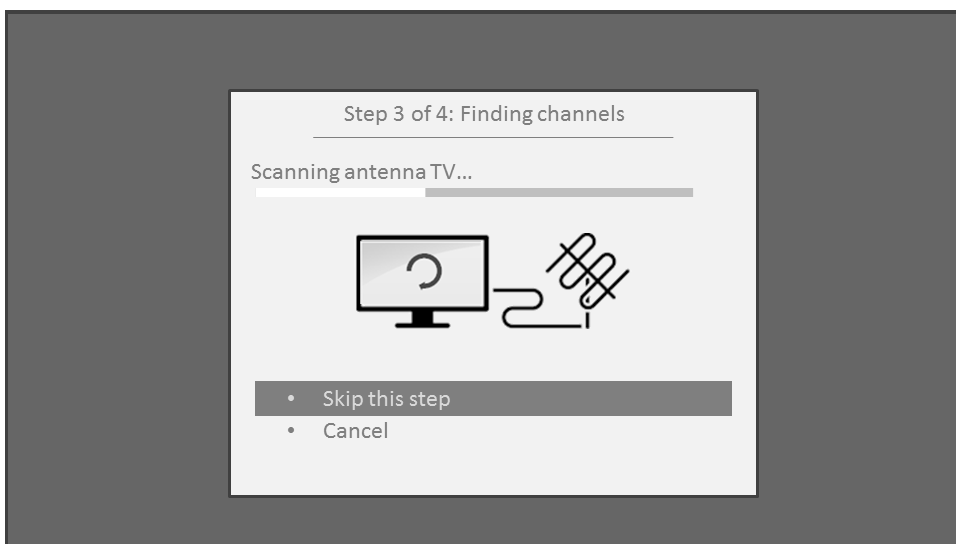 Step 3 of 4: Finding channels
Scanning antenna TV...
• Skip this step
• Cancel